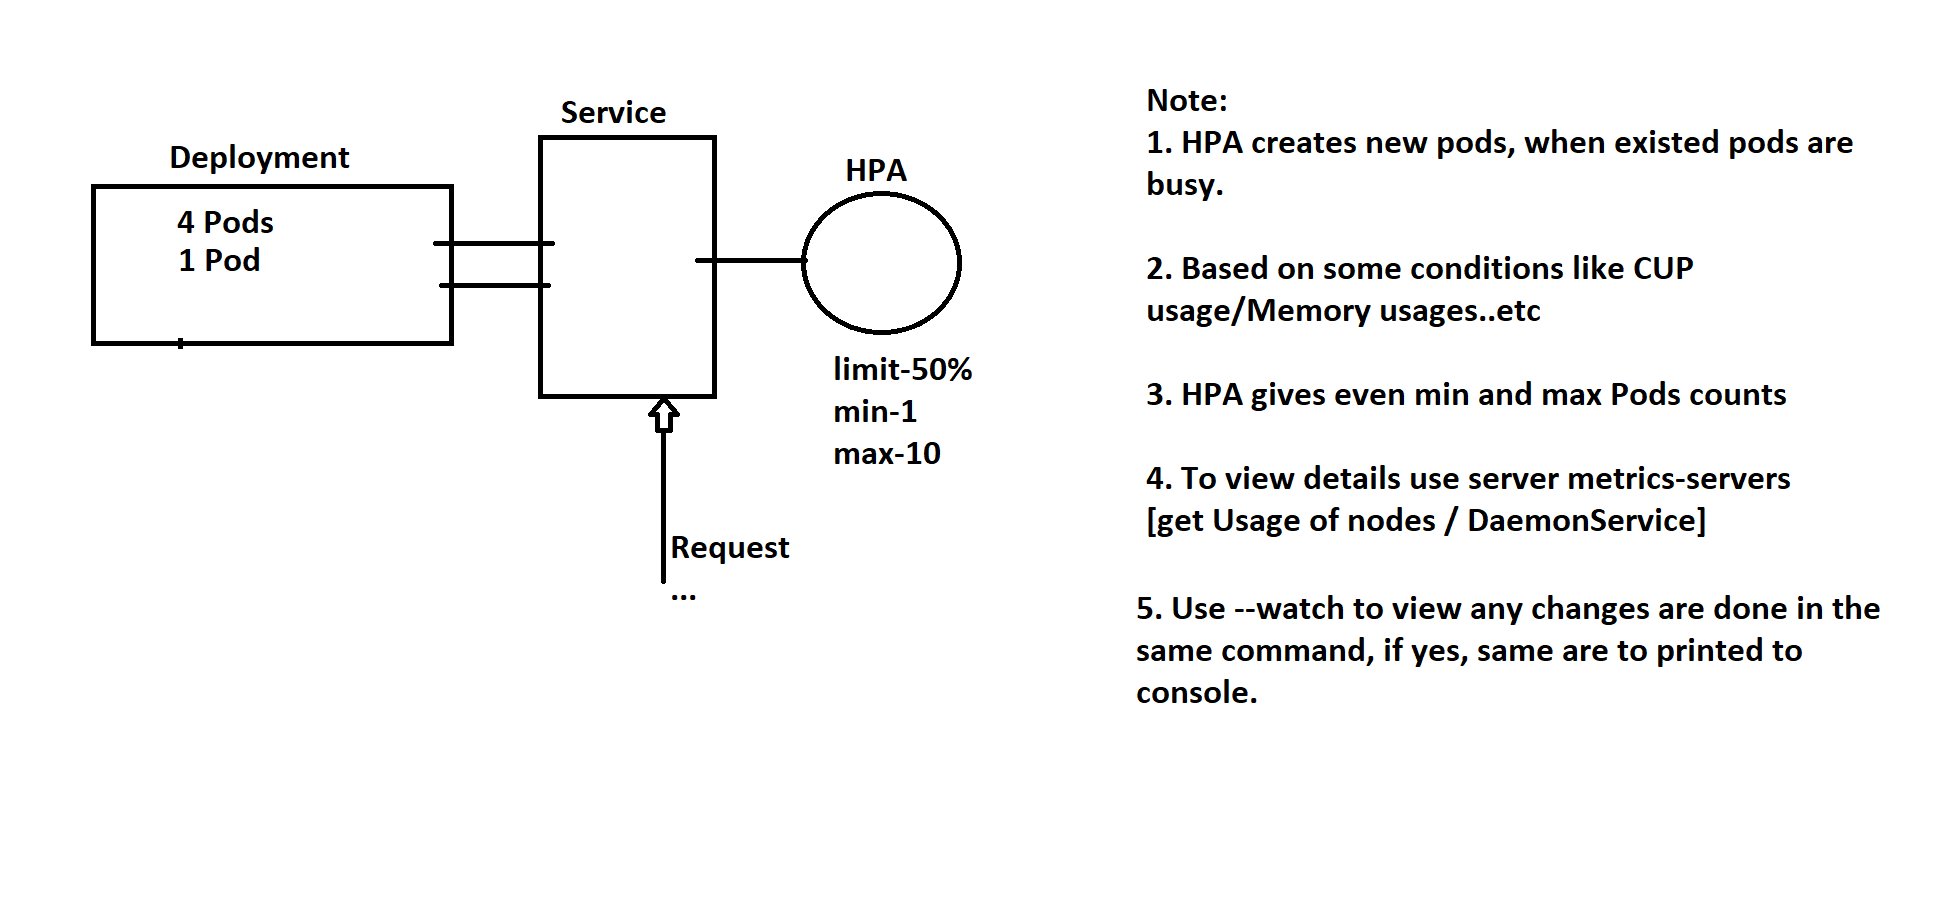 Deployment
4 Pods
1 Pod
Service
HPA
limit-50%
min-1
max-10
Request
...
Note:
1. HPA creates new pods, when existed pods are
busy.
2. Based on some conditions like CUP
usage/Memory usages..etc
3. HPA gives even min and max Pods counts
4. To view details use server metrics-servers
[get Usage of nodes / DaemonService]
5. Use --watch to view any changes are done in the
same command, if yes, same are to printed to
console.